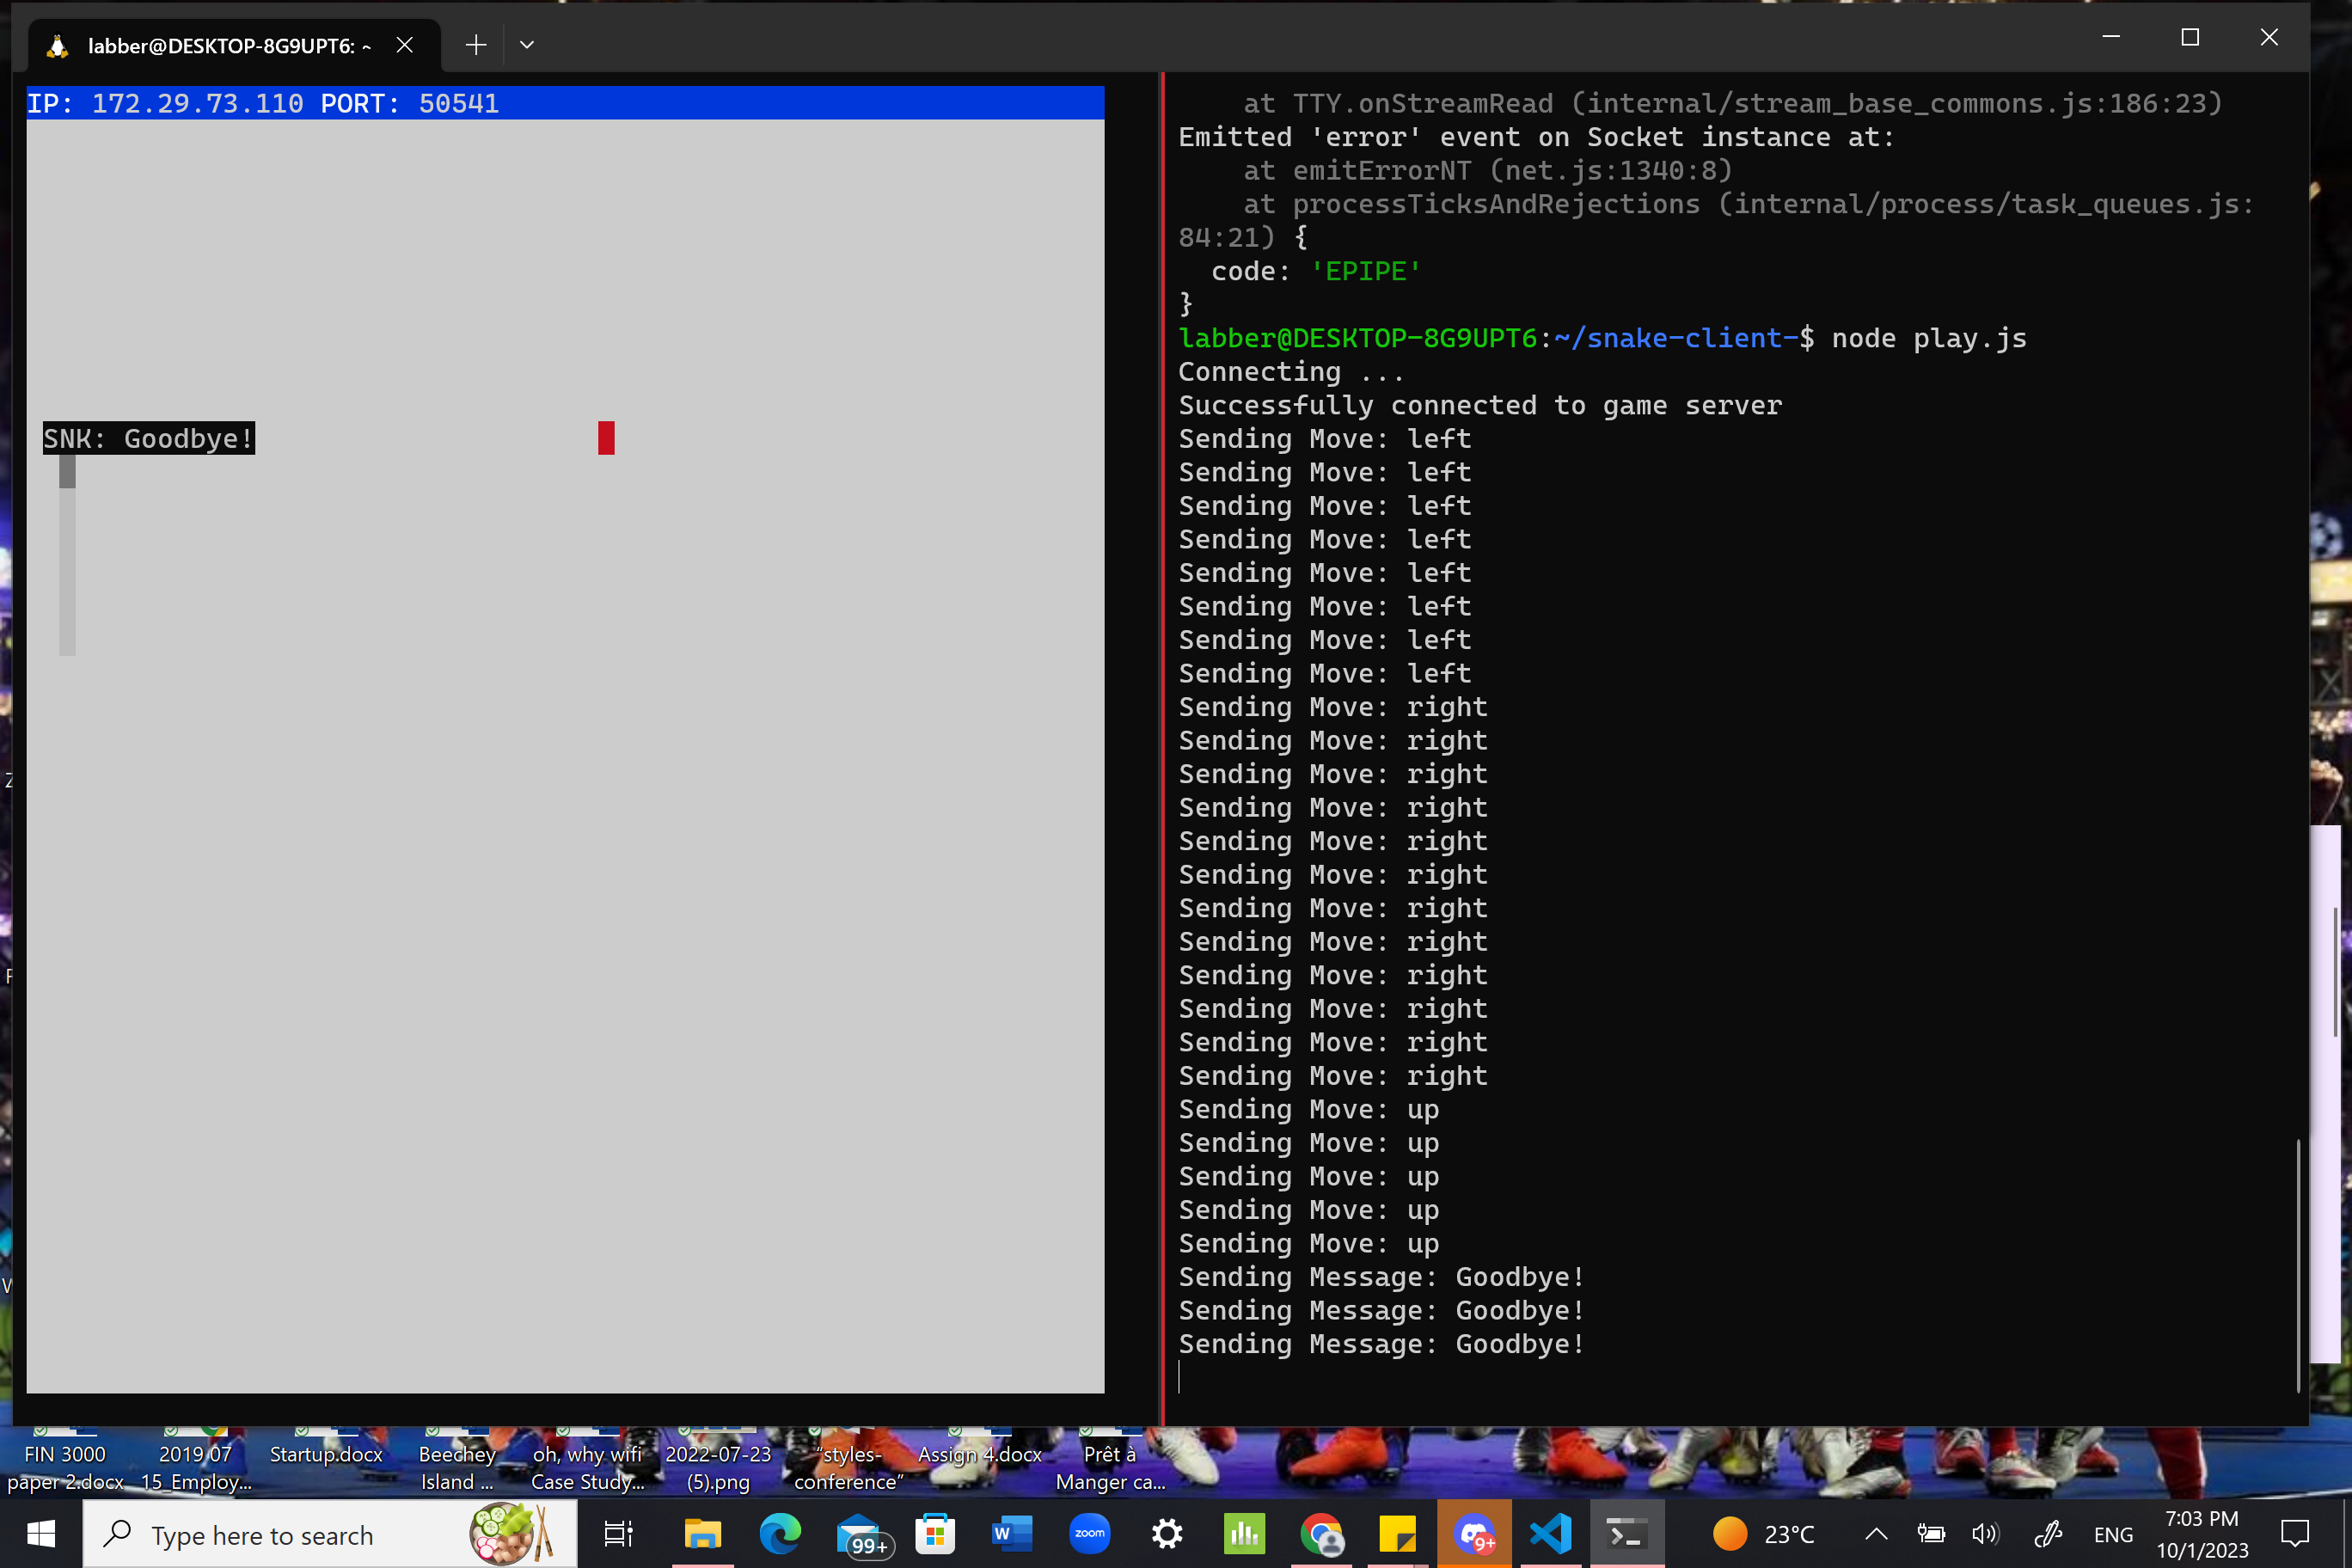 labber@DESKTOP-8G9UPT6: ~
IP: 172.29.73.110 PORT: 50541
SNK: Goodbye!
    at TTY.onStreamRead (internal/stream_base_commons.js:186:23)
Emitted 'error' event on Socket instance at:
    at emitErrorNT (net.js:1340:8)
    at processTicksAndRejections (internal/process/task_queues.js:
84:21) {
  code: 'EPIPE'
}
labber@DESKTOP-8G9UPT6:~/snake-client-$ node play.js
Connecting ...
Successfully connected to game server
Sending Move: left
Sending Move: left
Sending Move: left
Sending Move: left
Sending Move: left
Sending Move: left
Sending Move: left
Sending Move: left
Sending Move: right
Sending Move: right
Sending Move: right
Sending Move: right
Sending Move: right
Sending Move: right
Sending Move: right
Sending Move: right
Sending Move: right
Sending Move: right
Sending Move: right
Sending Move: right
Sending Move: up
Sending Move: up
Sending Move: up
Sending Move: up
Sending Move: up
Sending Message: Goodbye!
Sending Message: Goodbye!
Sending Message: Goodbye!
FIN 3000
paper 2.docx
2019 07
15_Employ...
Startup.docx
Beechey
Island ...
oh, why wifi
Case Study...
2022-07-23
(5).png
“styles-
conference”
Assign 4.docx
Prêt à
Manger ca...
Type here to search
99+
zoom
9+
23°C
ENG
7:03 PM
10/1/2023